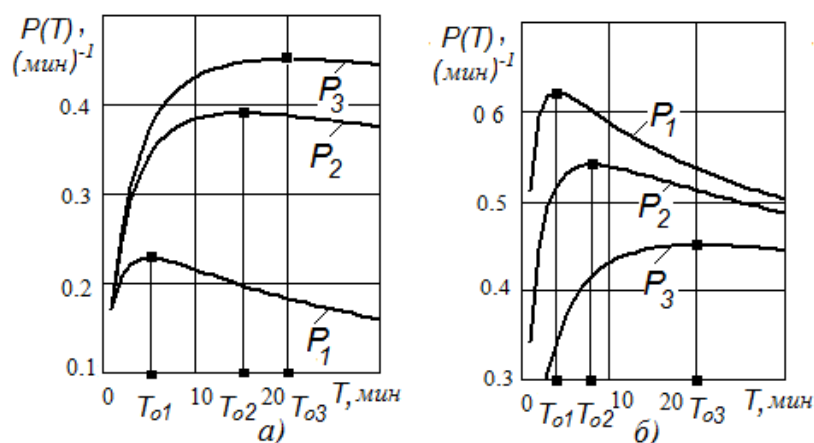 P(T),
(мин)⁻¹
0.4
0.3
0.2
0.1
P₃
P₂
P₁
0 10 20 T, мин
Tₒ₁ Tₒ₂ Tₒ₃
а)
P(T),
(мин)⁻¹
0.6
0.5
0.4
0.3
P₁
P₂
P₃
0 10 20 T, мин
Tₒ₁ Tₒ₂ Tₒ₃
б)